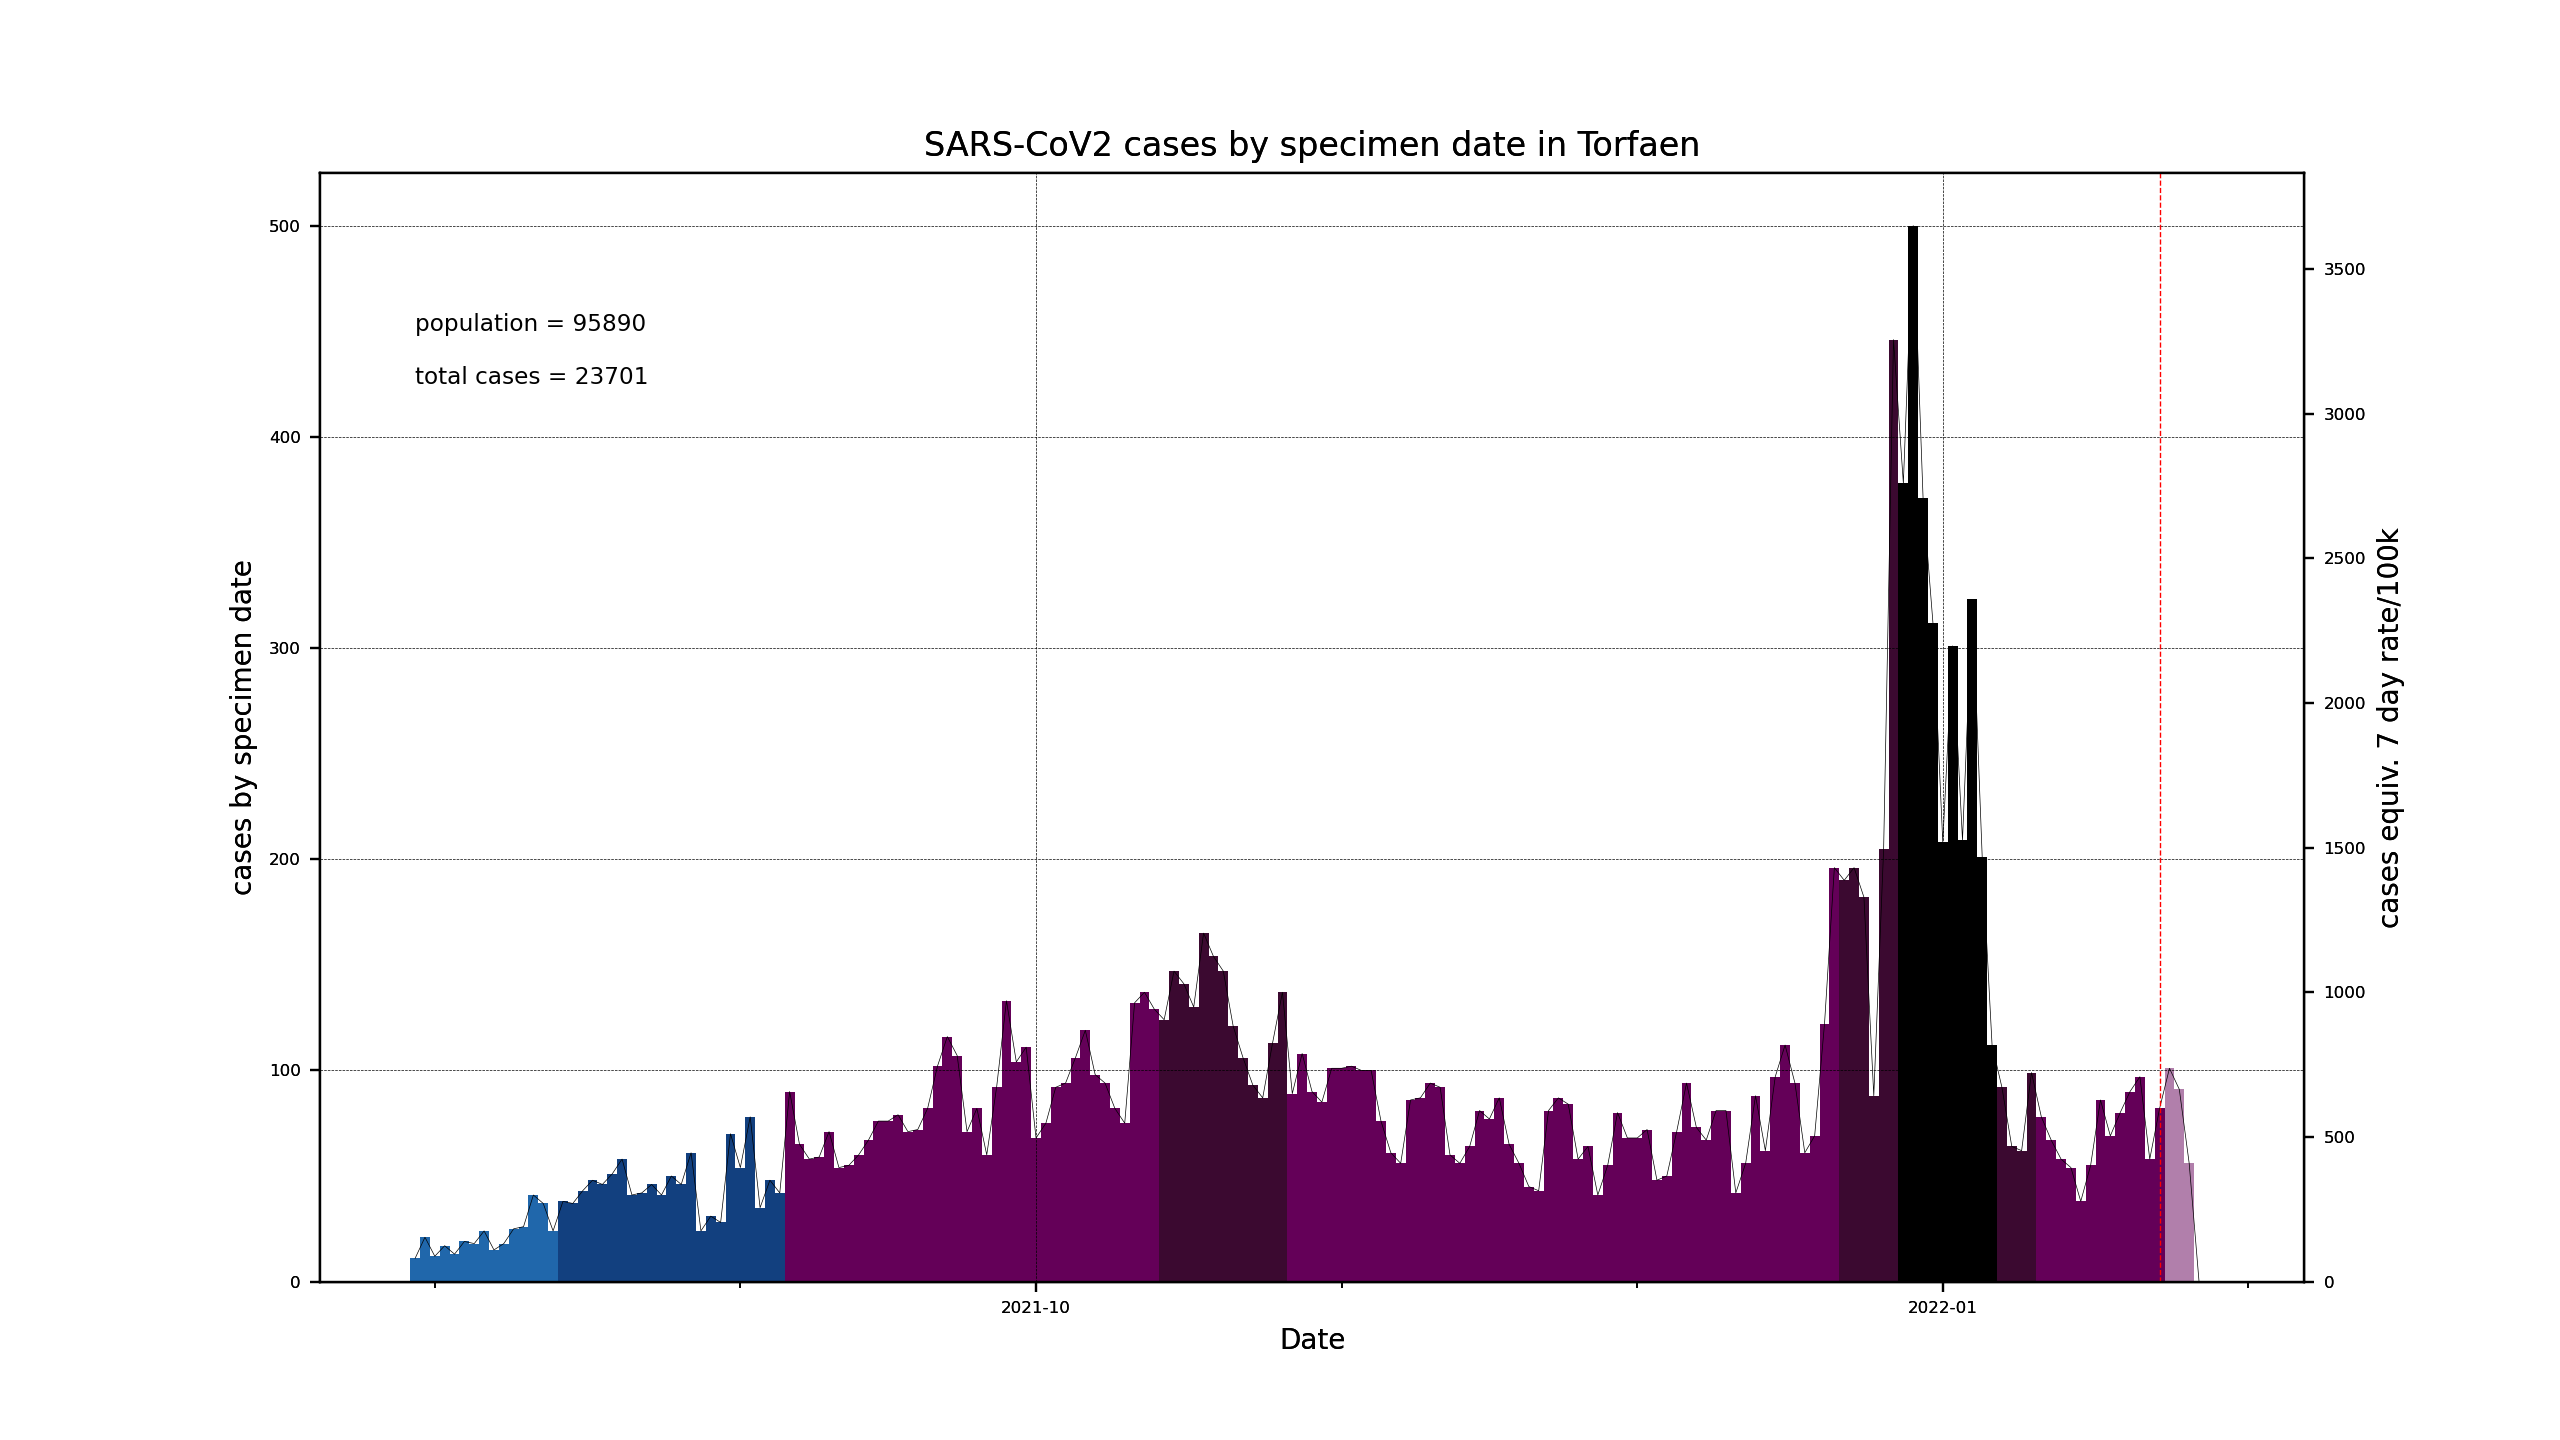 SARS-CoV2 cases by specimen date in Torfaen
population = 95890
total cases = 23701
cases by specimen date
500
400
300
200
100
0
3500
3000
2500
2000
1500
1000
500
0
cases equiv. 7 day rate/100k
2021-10
2022-01
Date